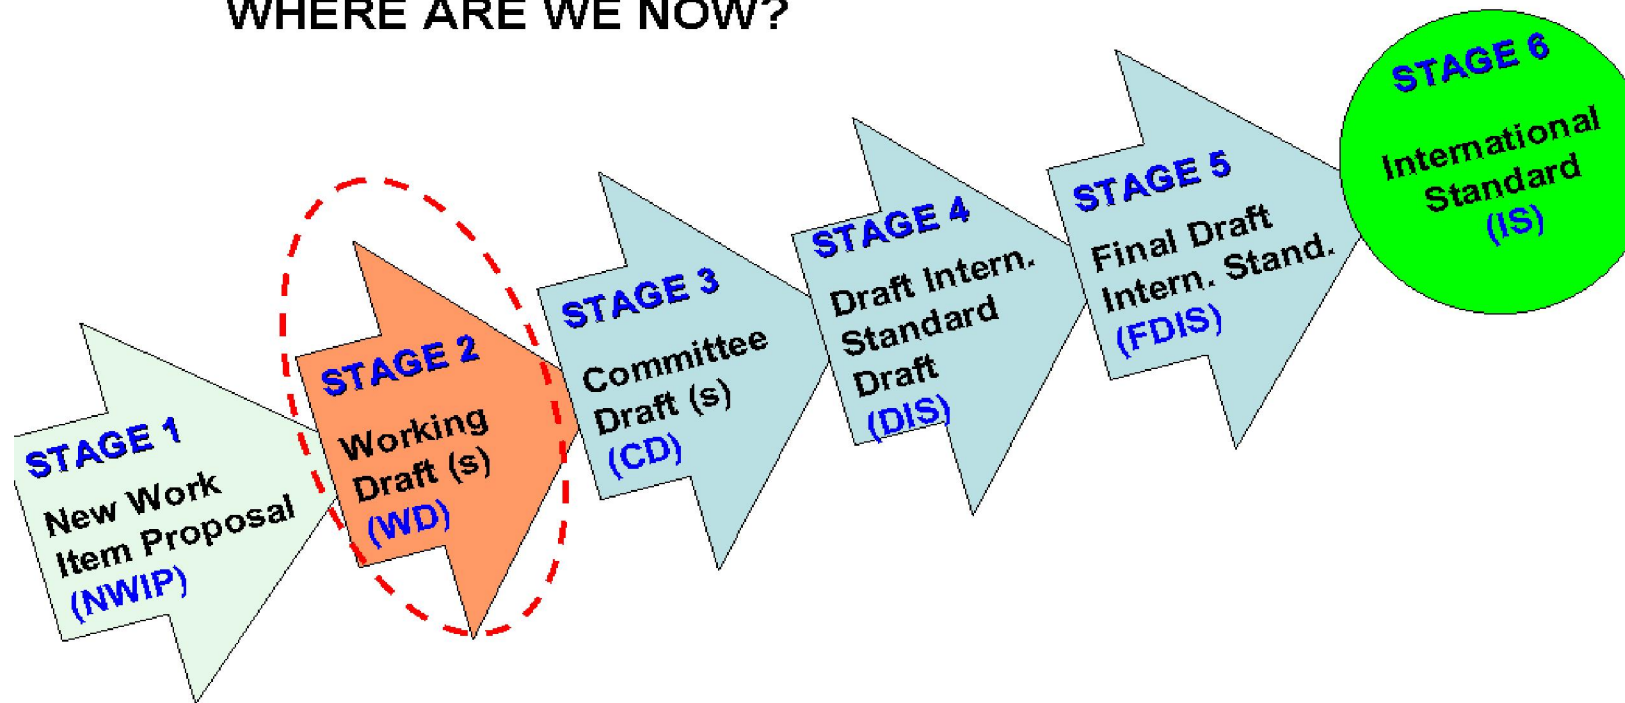 WHERE ARE WE NOW?
STAGE 1
New Work
Item Proposal
(NWIP)
STAGE 2
Working
Draft (s)
(WD)
STAGE 3
Committee
Draft (s)
(CD)
STAGE 4
Draft Intern.
Standard
Draft
(DIS)
STAGE 5
Final Draft
Intern. Stand.
(FDIS)
STAGE 6
International
Standard
(IS)